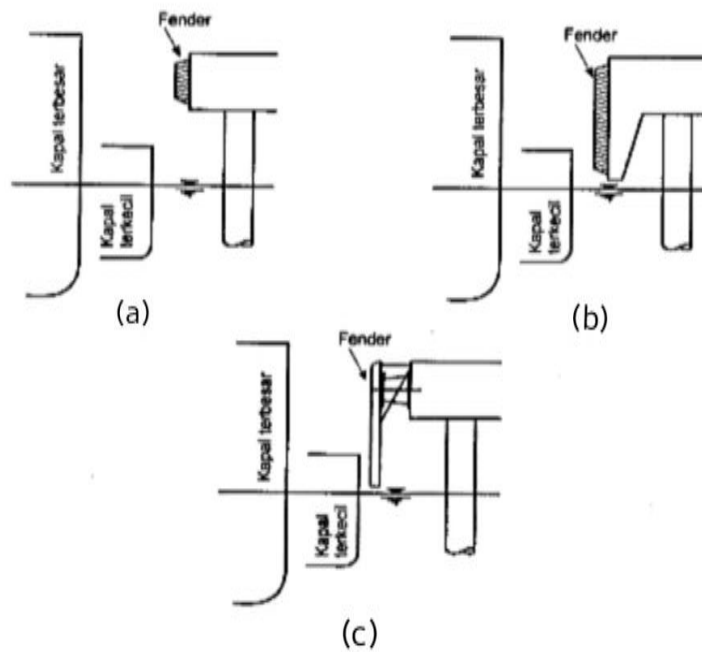 Fender
Kapal terbesar
Kapal
terkecil
(a)
Fender
Kapal terbesar
Kapal
terkecil
(b)
Fender
Kapal terbesar
Kapal
terkecil
(c)